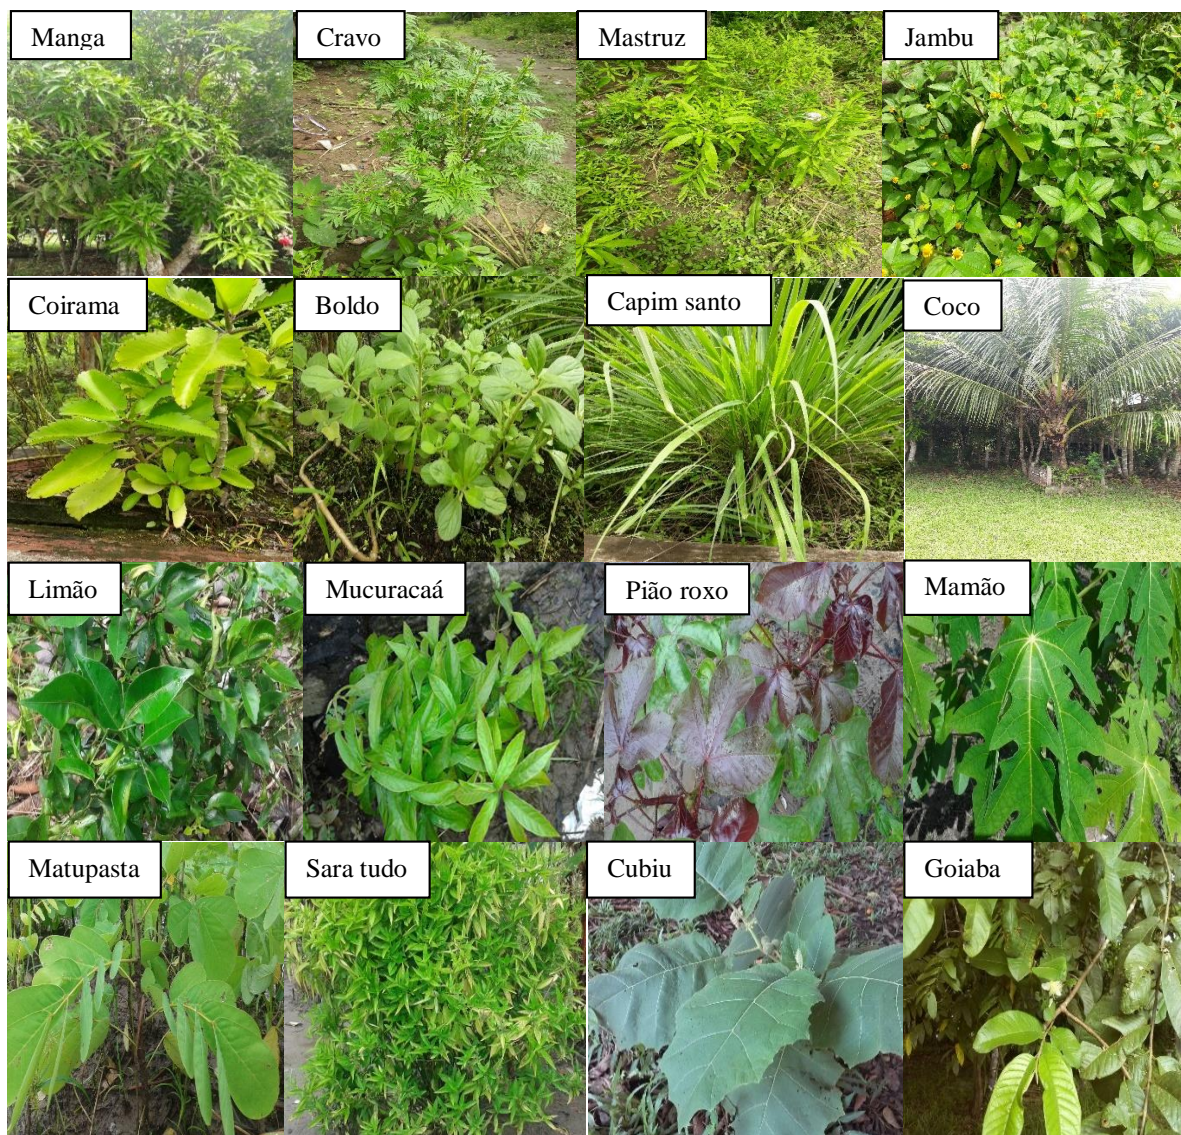 Manga
Cravo
Mastruz
Jambu
Coirama
Boldo
Capim santo
Coco
Limão
Mucuracaá
Pião roxo
Mamão
Matupasta
Sara tudo
Cubiu
Goiaba